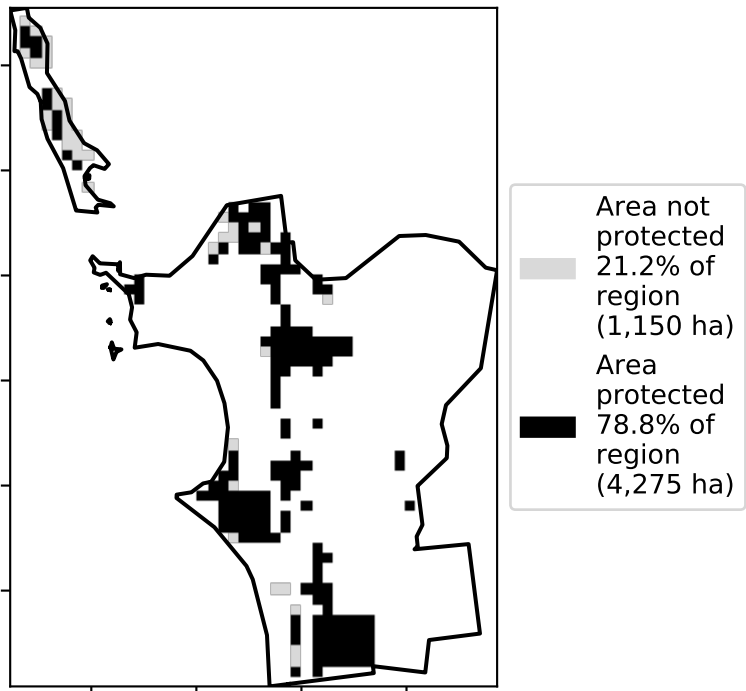 Area not
protected
21.2% of
region
(1,150 ha)
Area
protected
78.8% of
region
(4,275 ha)